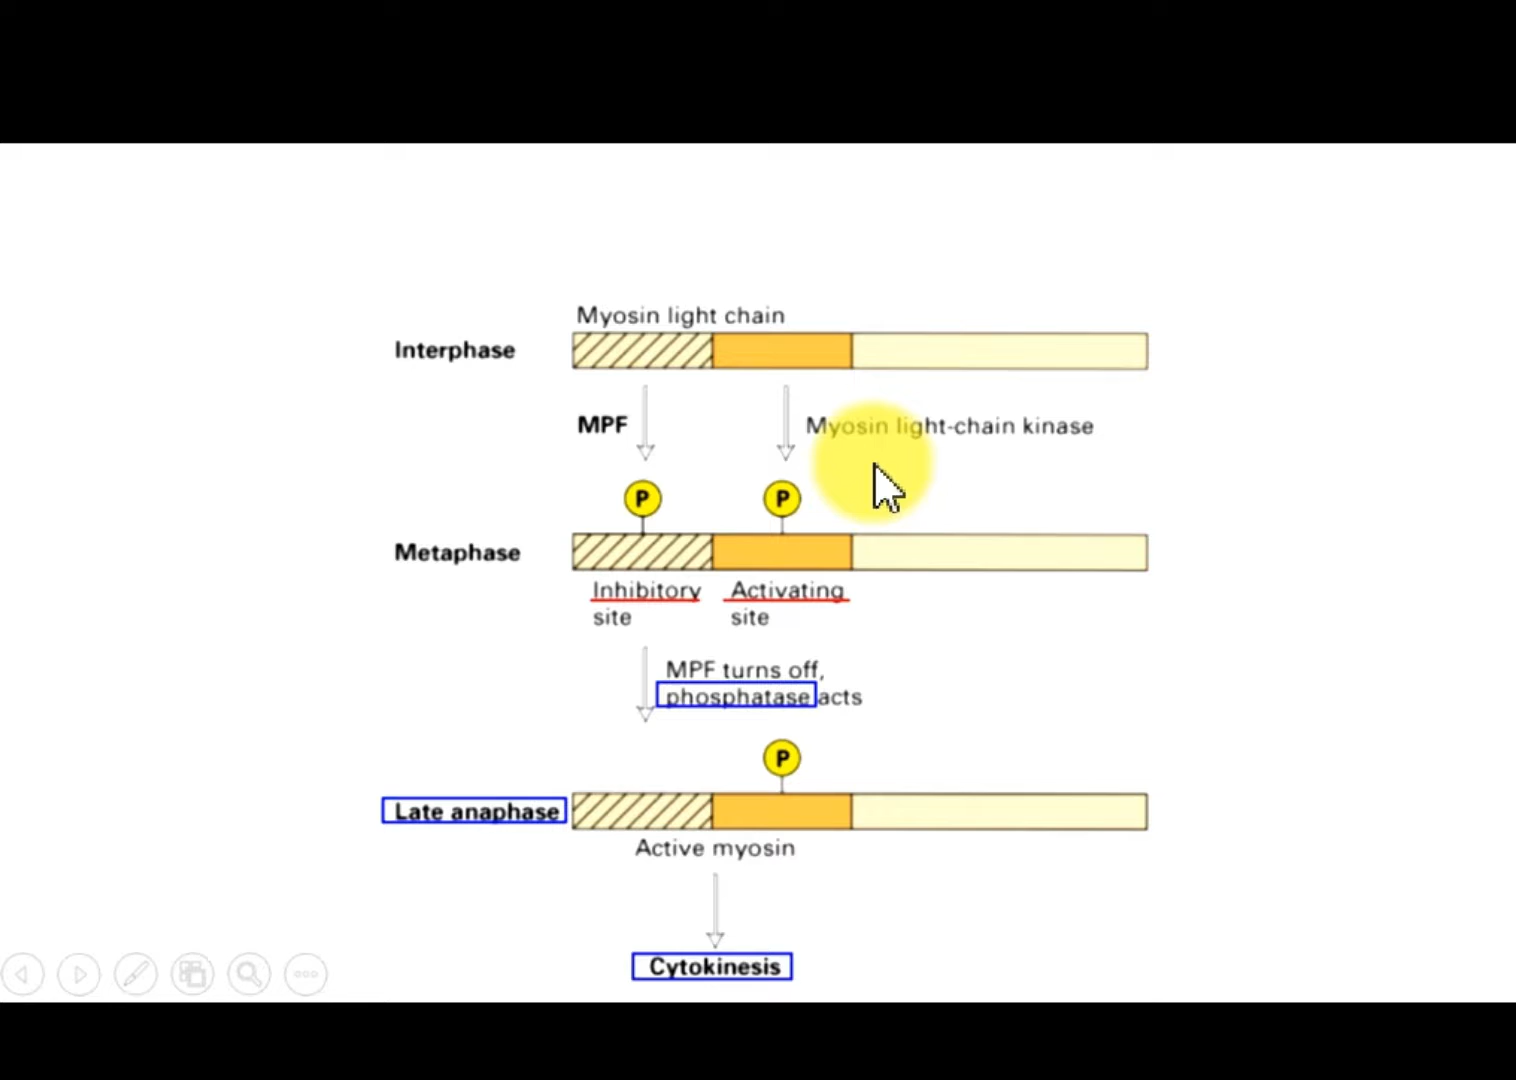 Myosin light chain
Interphase
MPF
Myosin light-chain kinase
P
P
Metaphase
Inhibitory
site
Activating
site
MPF turns off,
phosphatase acts
P
Late anaphase
Active myosin
Cytokinesis